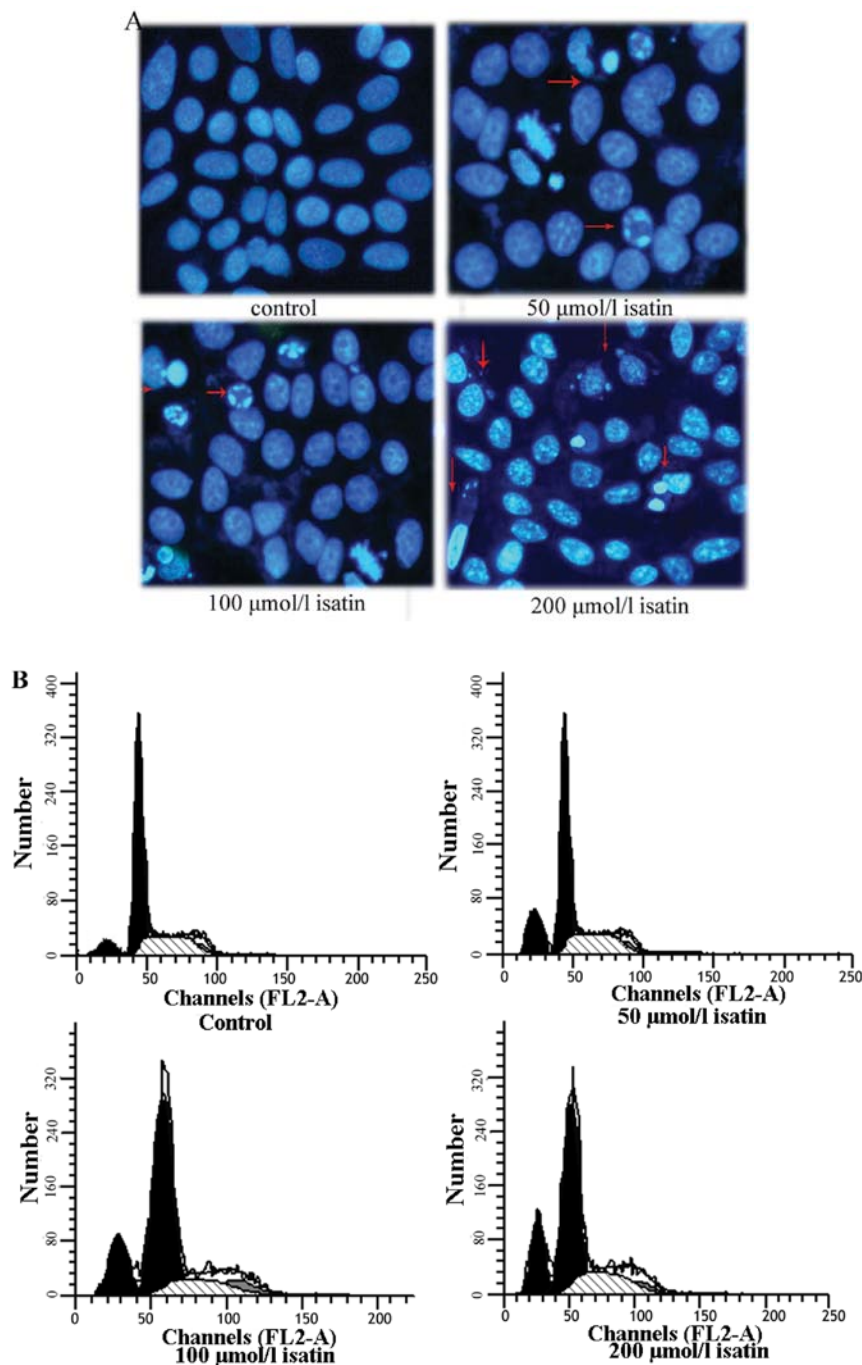 A
control
50 μmol/l isatin
100 μmol/l isatin
200 μmol/l isatin
B
Number
400
320
240
160
80
0
0 50 100 150 200 250
Channels (FL2-A)
Control
Number
400
320
240
160
80
0
0 50 100 150 200 250
Channels (FL2-A)
50 μmol/l isatin
Number
320
240
160
80
0
0 50 100 150 200
Channels (FL2-A)
100 μmol/l isatin
Number
320
240
160
80
0
0 50 100 150 200 250
Channels (FL2-A)
200 μmol/l isatin